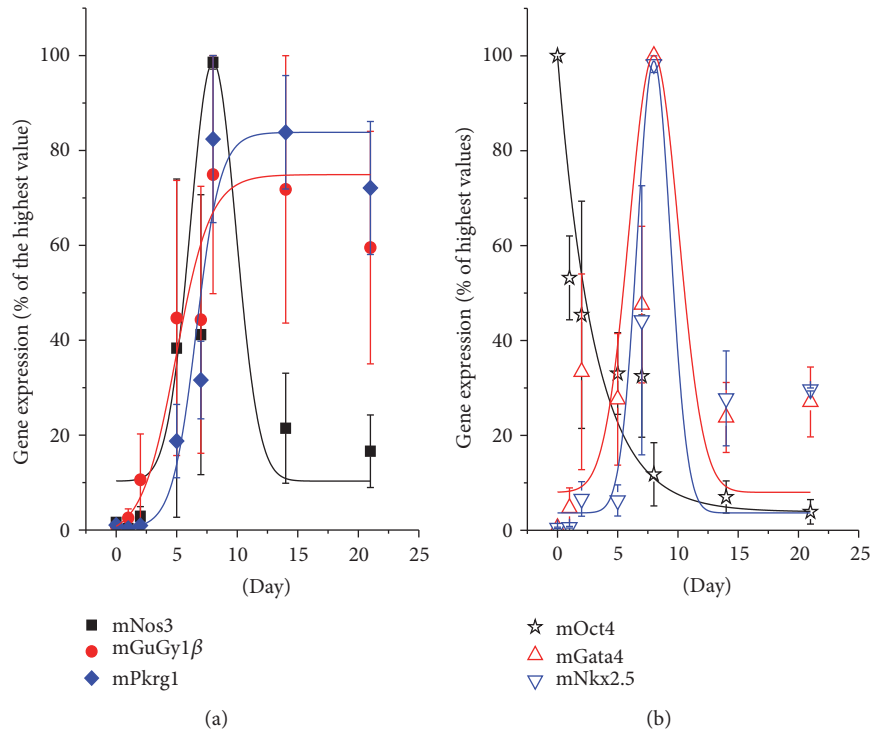 Gene expression (% of the highest value)
100
80
60
40
20
0
0 5 10 15 20 25
(Day)
mNos3
mGuGy1β
mPkrg1
(a)
Gene expression (% of highest values)
100
80
60
40
20
0
0 5 10 15 20 25
(Day)
mOct4
mGata4
mNkx2.5
(b)